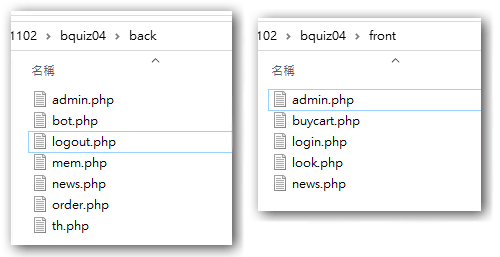 1102 > bquiz04 > back
名稱
admin.php
bot.php
logout.php
mem.php
news.php
order.php
th.php
102 > bquiz04 > front
名稱
admin.php
buycart.php
login.php
look.php
news.php